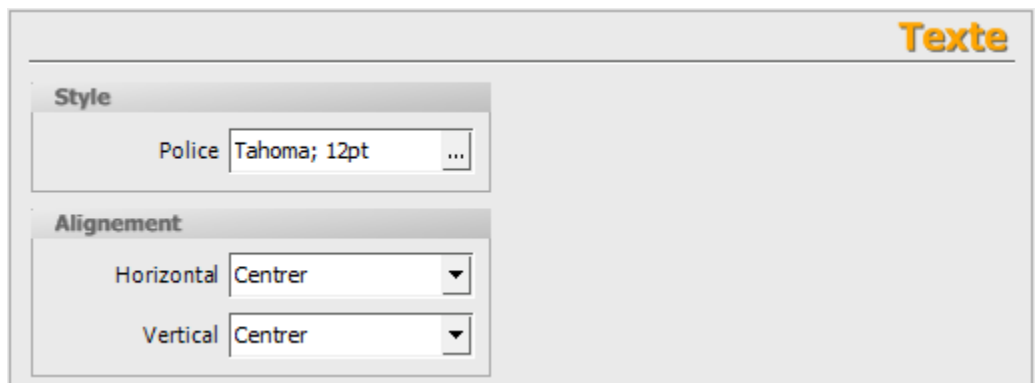 Texte
Style
Police Tahoma; 12pt ...
Alignement
Horizontal Centrer
Vertical Centrer